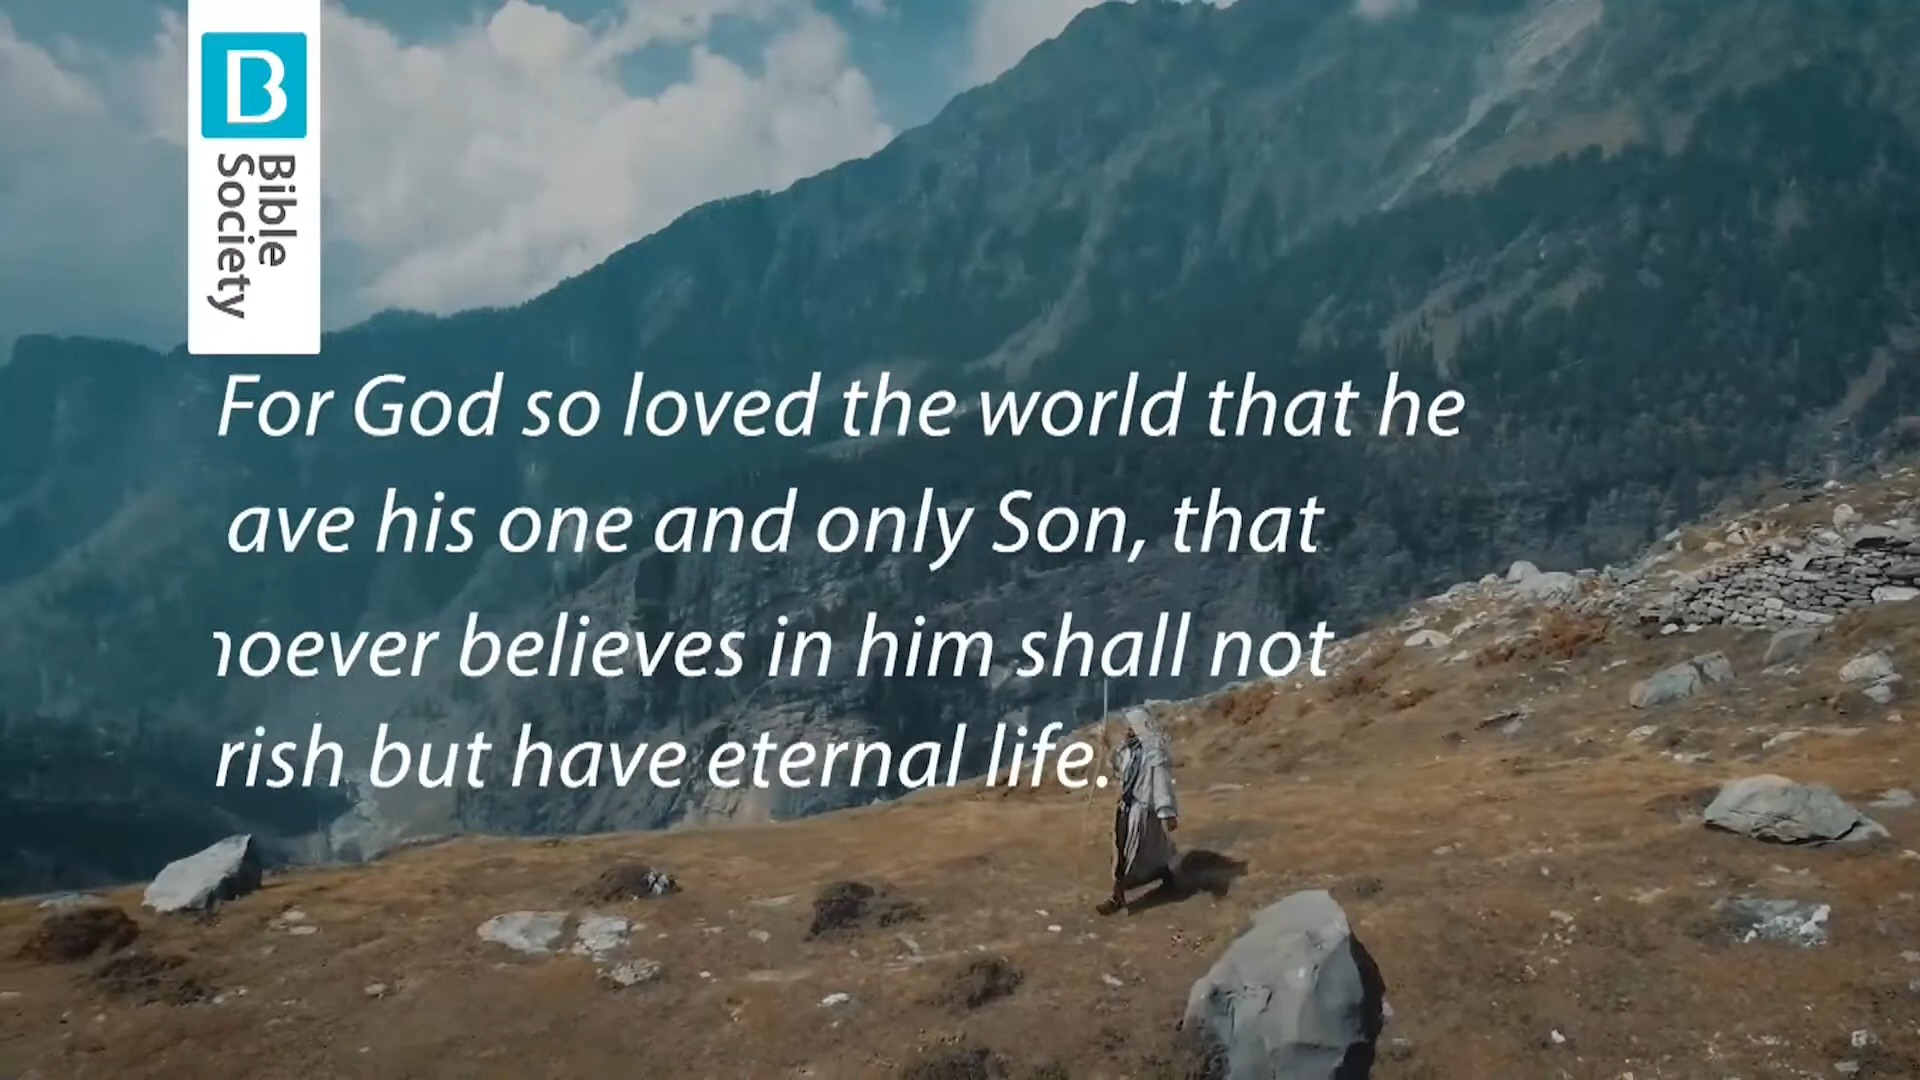 Bible
Society
For God so loved the world that he
ave his one and only Son, that
hoever believes in him shall not
rish but have eternal life.